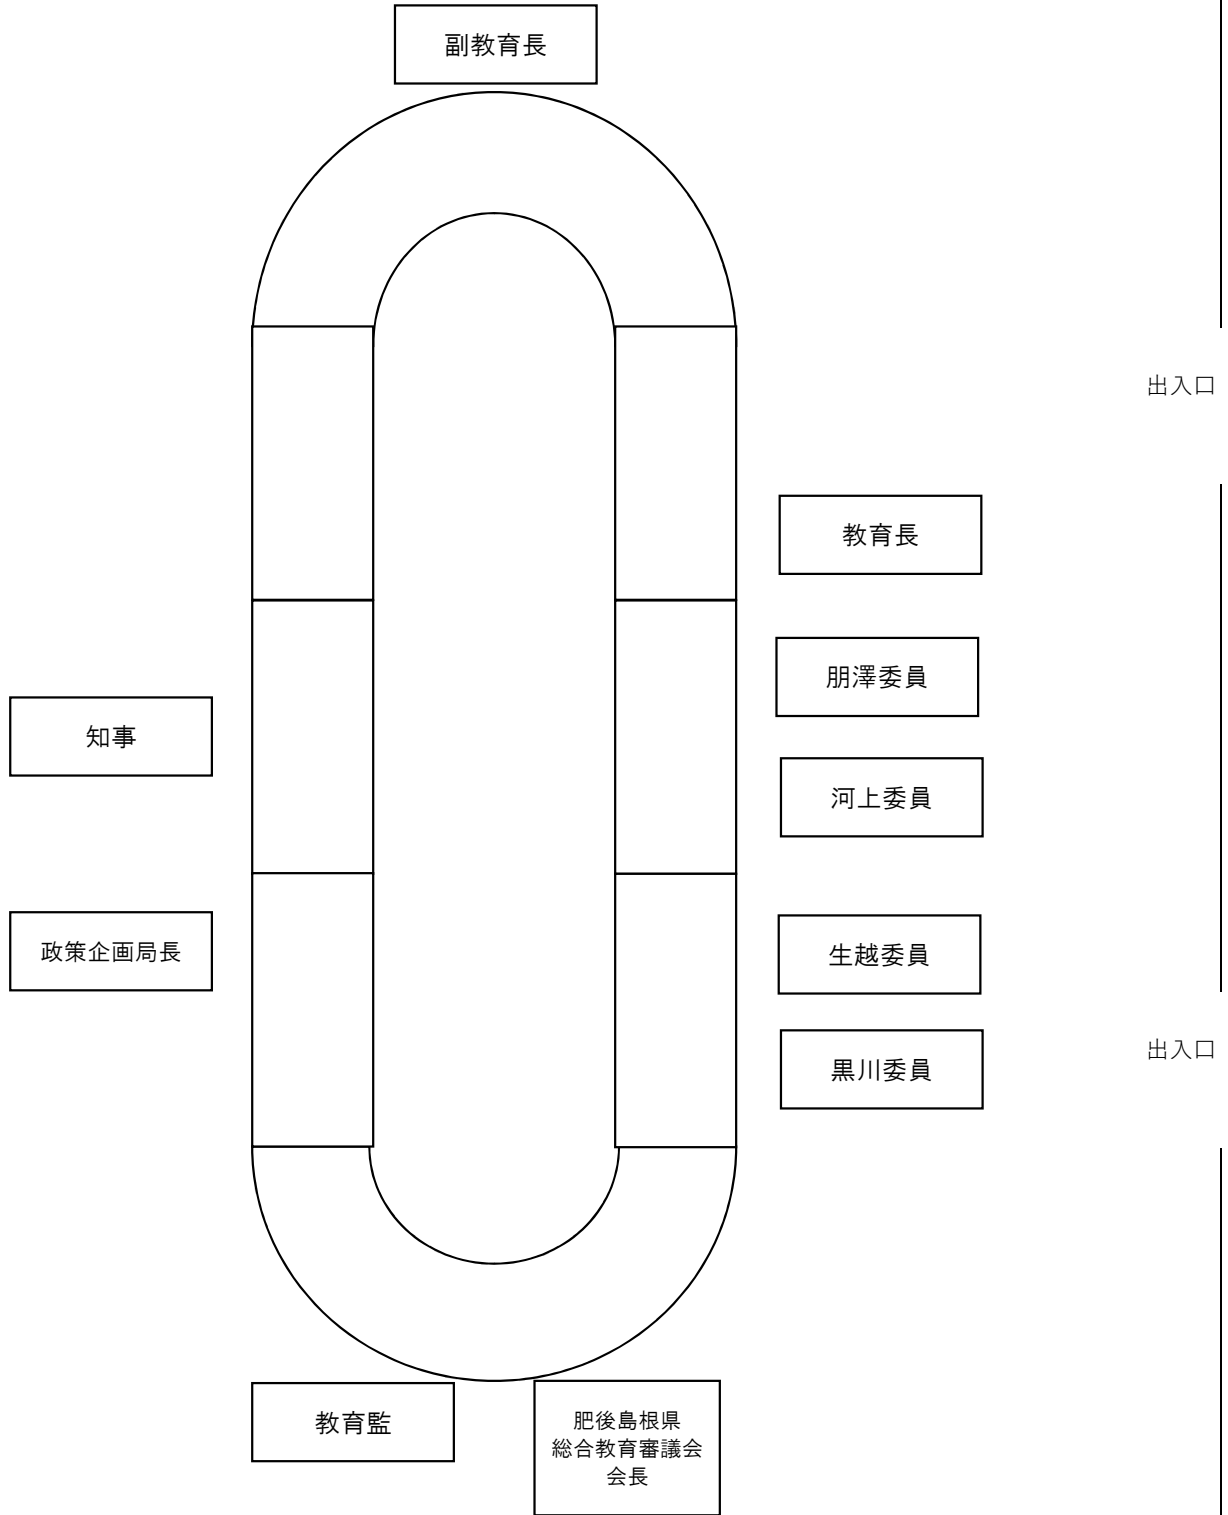 副教育長
出入口
教育長
朋澤委員
知事
河上委員
政策企画局長
生越委員
出入口
黒川委員
教育監
肥後島根県
総合教育審議会
会長